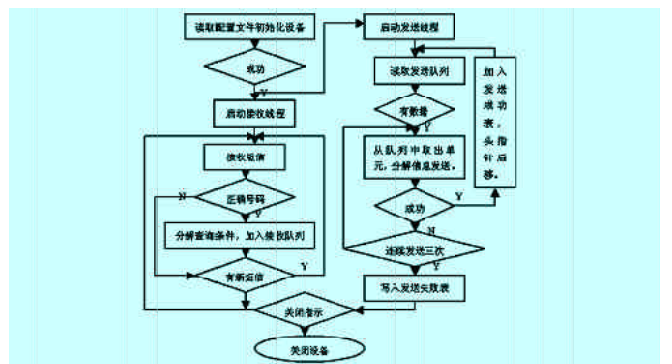 读取配置文件初始化设备
成功
Y
启动接收线程
接收短信
正确号码
N
Y
分解查询条件，加入接收队列
有新短信
Y
关闭指示
关闭设备
启动发送线程
读取发送队列
有数据
Y
从队列中取出单
元，分解信息发送。
成功
Y
N
连续发送三次
Y
写入发送失败表
加入
发送
成功
表，
头指
针后
移。